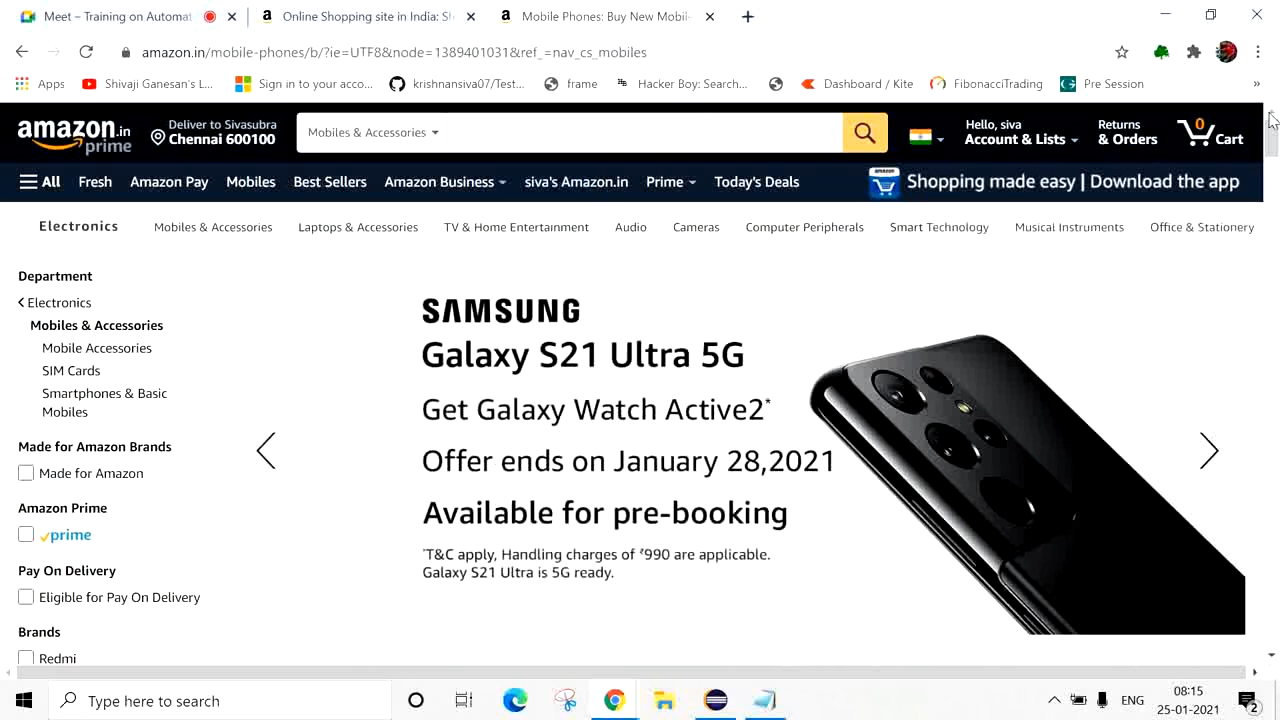 Meet – Training on Automat
Online Shopping site in India: Sh
Mobile Phones: Buy New Mobil
amazon.in/mobile-phones/b/?ie=UTF8&node=1389401031&ref_=nav_cs_mobiles
Apps
Shivaji Ganesan's L...
Sign in to your acco...
krishnansiva07/Test...
frame
Hacker Boy: Search...
Dashboard / Kite
FibonacciTrading
Pre Session
»
amazon.in
prime
Deliver to Sivasubra
Chennai 600100
Mobiles & Accessories
Hello, siva
Account & Lists
Returns
& Orders
0
Cart
All
Fresh
Amazon Pay
Mobiles
Best Sellers
Amazon Business
siva's Amazon.in
Prime
Today's Deals
amazon
Shopping made easy | Download the app
Electronics
Mobiles & Accessories
Laptops & Accessories
TV & Home Entertainment
Audio
Cameras
Computer Peripherals
Smart Technology
Musical Instruments
Office & Stationery
Department
Electronics
Mobiles & Accessories
Mobile Accessories
SIM Cards
Smartphones & Basic
Mobiles
Made for Amazon Brands
Made for Amazon
Amazon Prime
prime
Pay On Delivery
Eligible for Pay On Delivery
Brands
Redmi
SAMSUNG
Galaxy S21 Ultra 5G
Get Galaxy Watch Active2*
Offer ends on January 28,2021
Available for pre-booking
*T&C apply, Handling charges of ₹990 are applicable.
Galaxy S21 Ultra is 5G ready.
Type here to search
ENG
08:15
25-01-2021
2